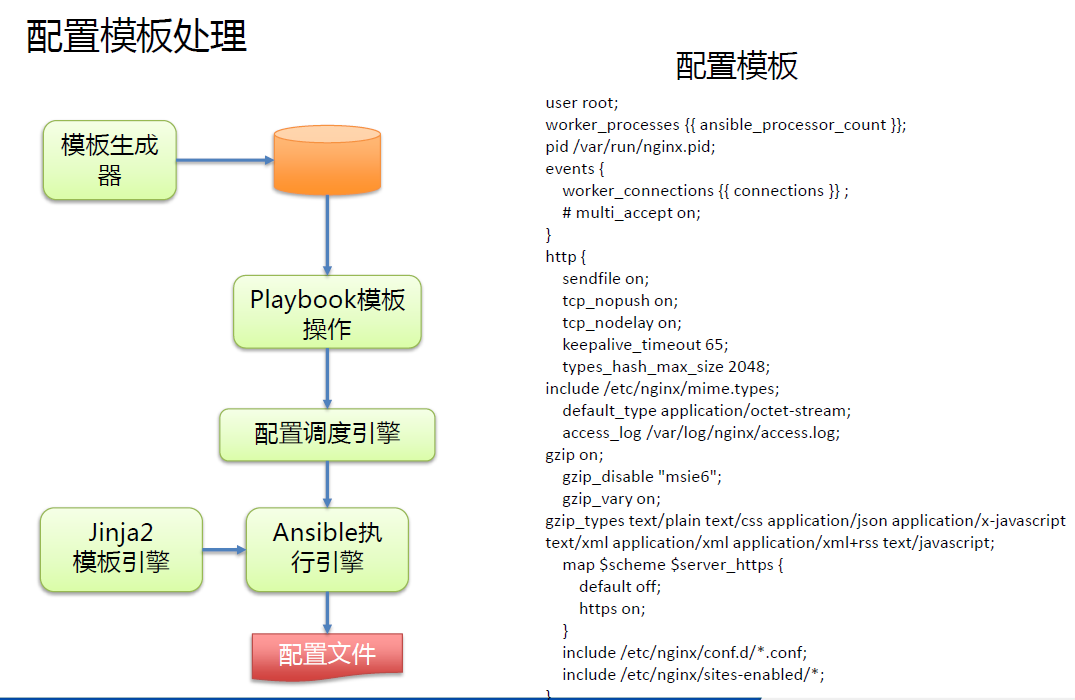 配置模板处理
模板生成
器
Playbook模板
操作
配置调度引擎
Jinja2
模板引擎
Ansible执
行引擎
配置文件
配置模板
user root;
worker_processes {{ ansible_processor_count }};
pid /var/run/nginx.pid;
events {
worker_connections {{ connections }} ;
# multi_accept on;
}
http {
sendfile on;
tcp_nopush on;
tcp_nodelay on;
keepalive_timeout 65;
types_hash_max_size 2048;
include /etc/nginx/mime.types;
default_type application/octet-stream;
access_log /var/log/nginx/access.log;
gzip on;
gzip_disable "msie6";
gzip_vary on;
gzip_types text/plain text/css application/json application/x-javascript
text/xml application/xml application/xml+rss text/javascript;
map $scheme $server_https {
default off;
https on;
}
include /etc/nginx/conf.d/*.conf;
include /etc/nginx/sites-enabled/*;
}